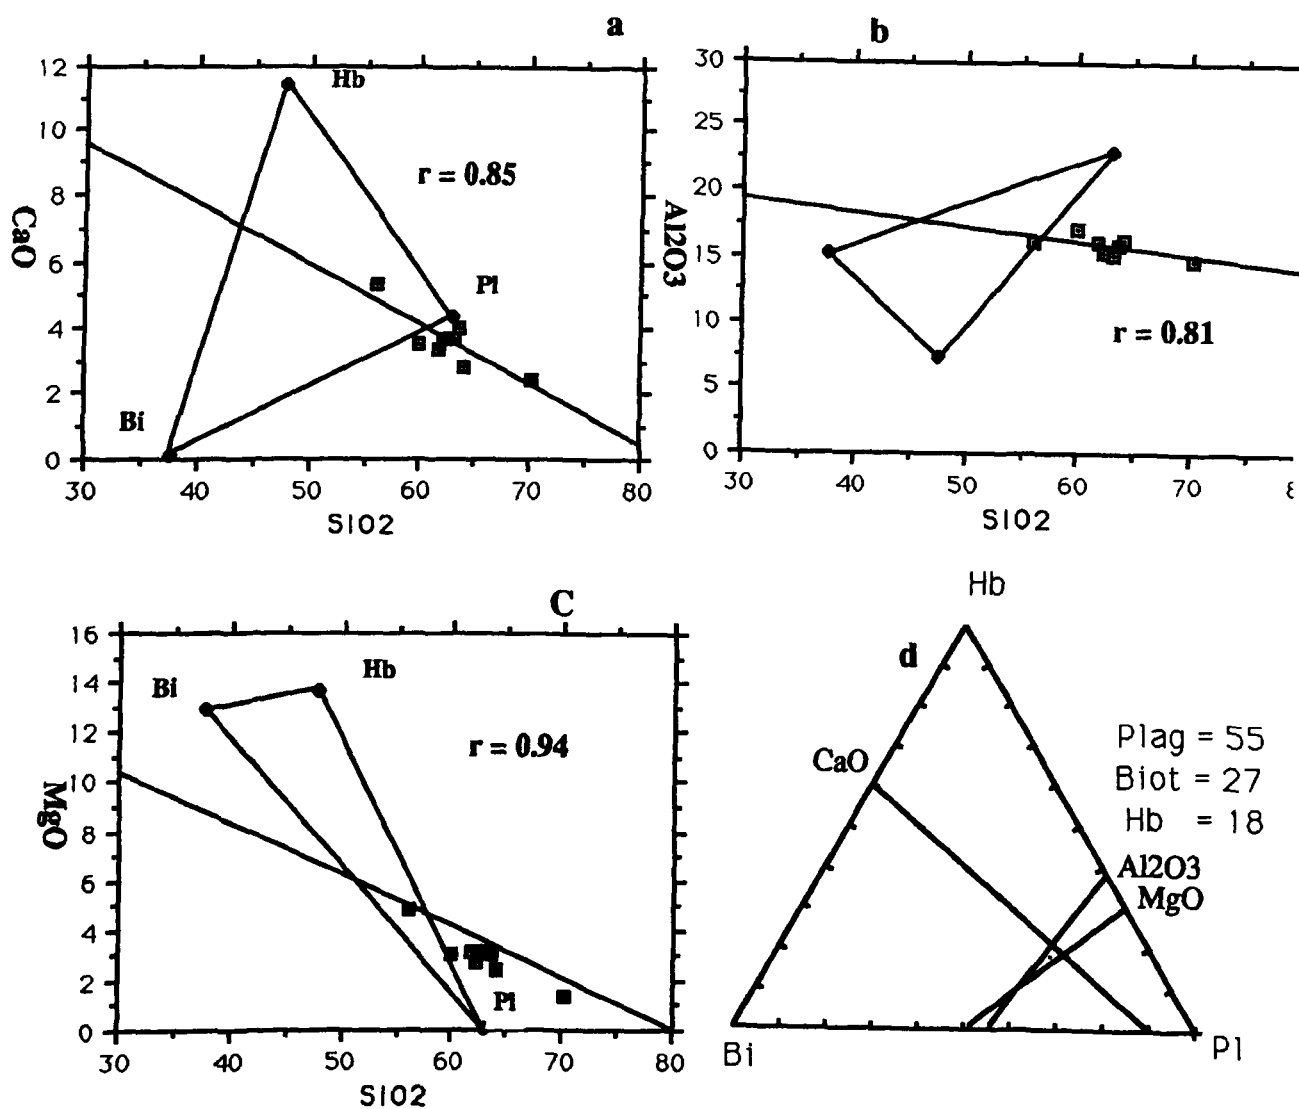 a
12
10
8
6
4
2
0
CaO
Hb
r = 0.85
Pl
Bi
30 40 50 60 70 80
SIO2
b
30
25
20
15
10
5
0
Al2O3
r = 0.81
30 40 50 60 70
SIO2
C
16
14
12
10
8
6
4
2
0
MgO
Bi
Hb
r = 0.94
Pl
30 40 50 60 70 80
SIO2
Hb
d
Plag = 55
Biot = 27
Hb = 18
CaO
Al2O3
MgO
Bi
Pl